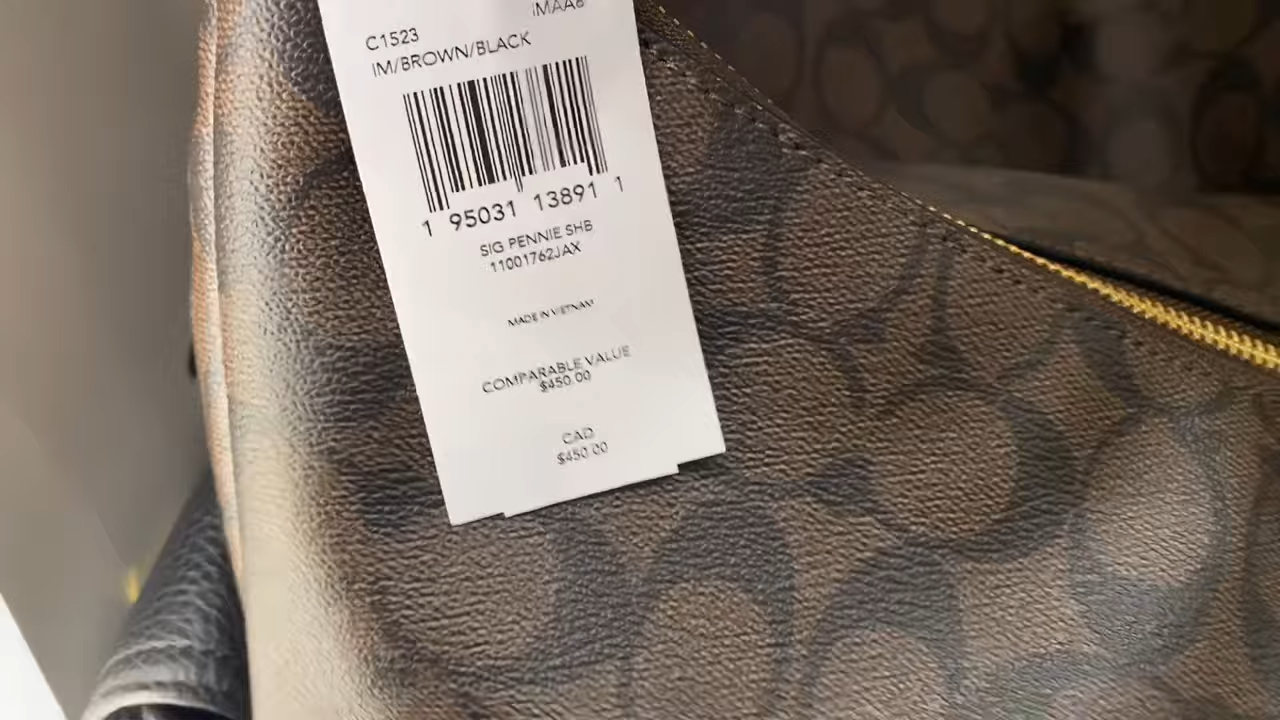 IMAA8
C1523
IM/BROWN/BLACK
1 95031 13891 1
SIG PENNIE SHB
11001762JAX
MADE IN VIETNAM
COMPARABLE VALUE
$450.00
CAD
$450.00